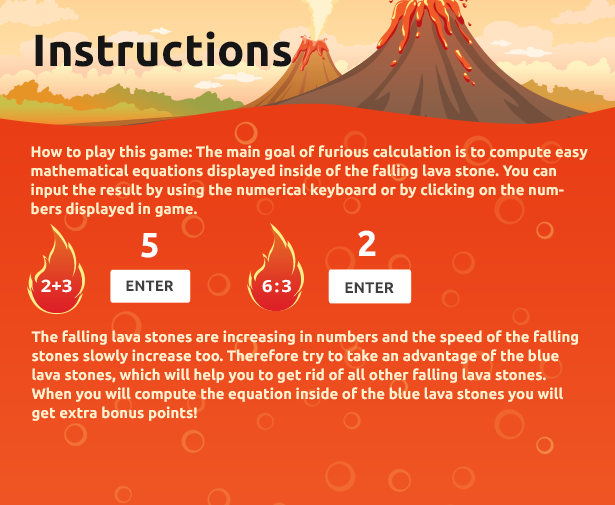 Instructions
How to play this game: The main goal of furious calculation is to compute easy
mathematical equations displayed inside of the falling lava stone. You can
input the result by using the numerical keyboard or by clicking on the num-
bers displayed in game.
5 2
2+3 ENTER 6:3 ENTER
The falling lava stones are increasing in numbers and the speed of the falling
stones slowly increase too. Therefore try to take an advantage of the blue
lava stones, which will help you to get rid of all other falling lava stones.
When you will compute the equation inside of the blue lava stones you will
get extra bonus points!